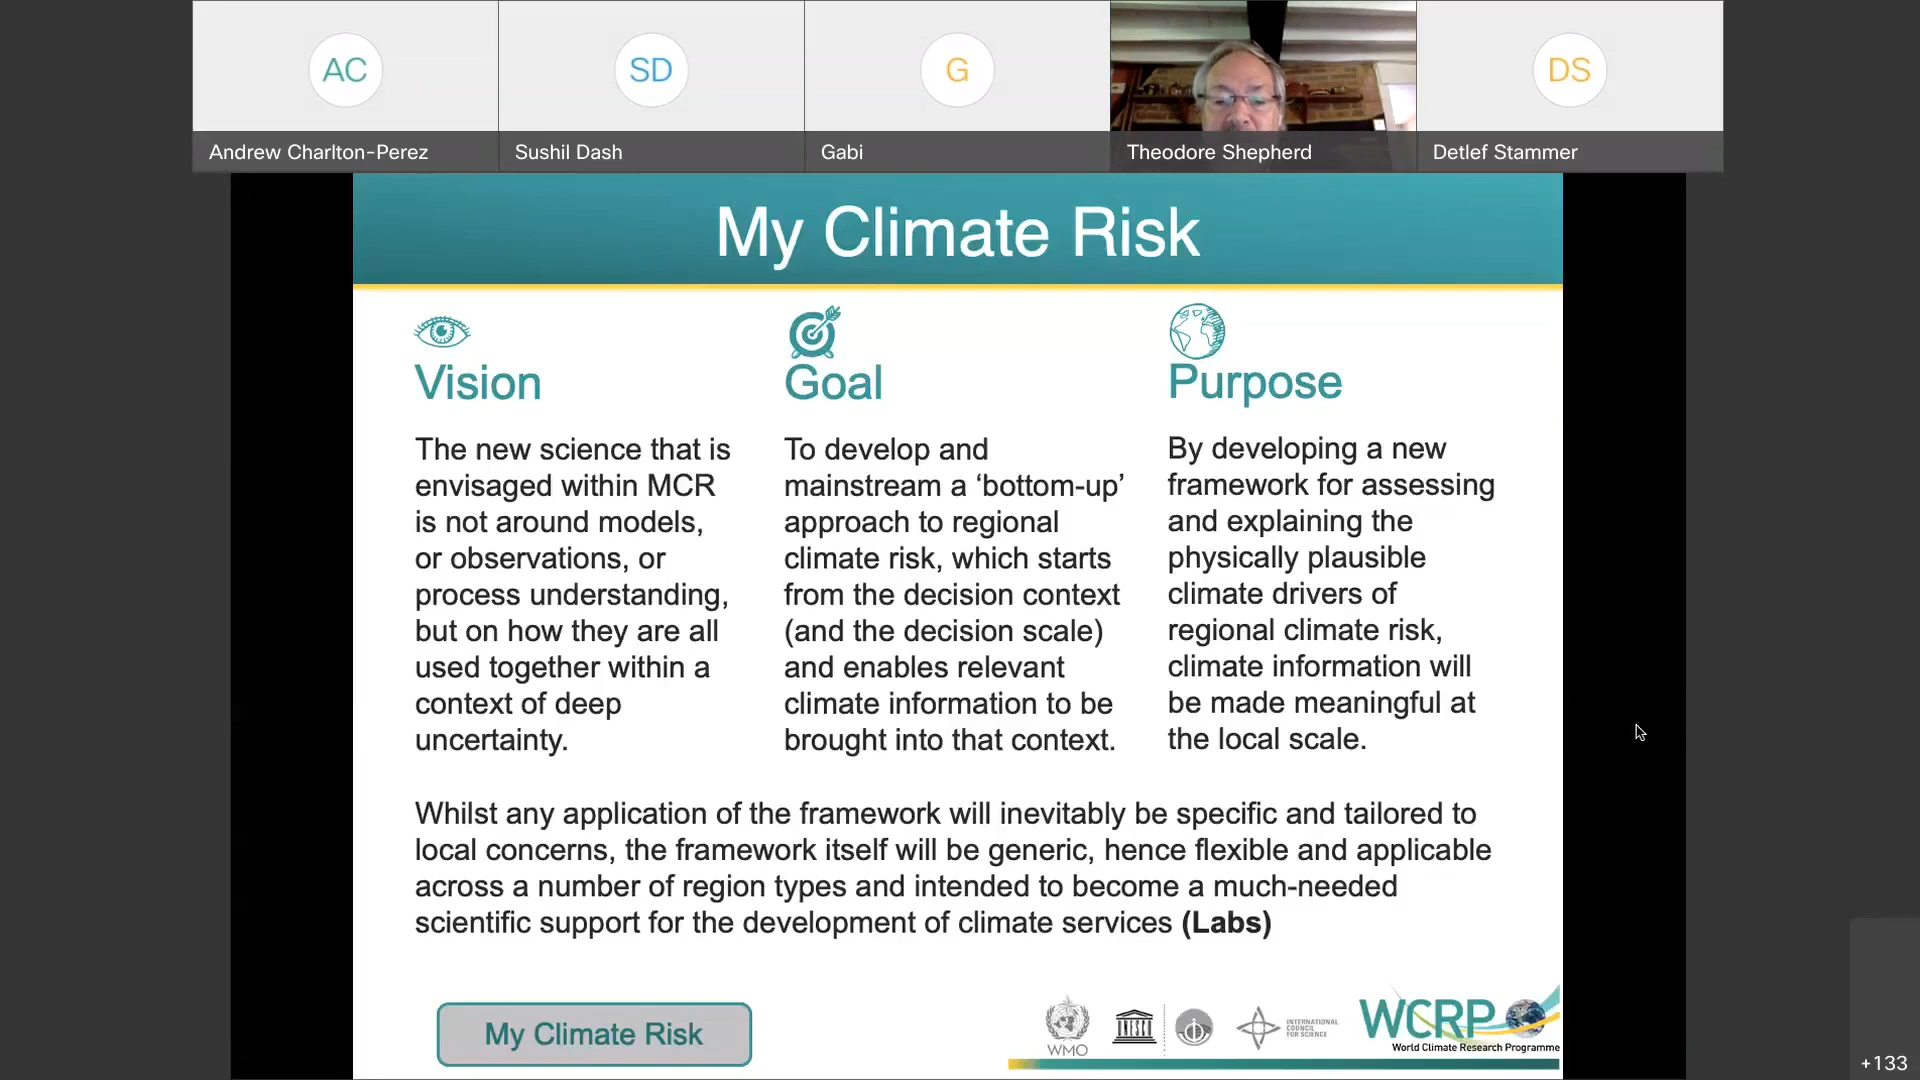 AC
SD
G
DS
Andrew Charlton-Perez
Sushil Dash
Gabi
Theodore Shepherd
Detlef Stammer
My Climate Risk
Vision
The new science that is
envisaged within MCR
is not around models,
or observations, or
process understanding,
but on how they are all
used together within a
context of deep
uncertainty.
Goal
To develop and
mainstream a ‘bottom-up’
approach to regional
climate risk, which starts
from the decision context
(and the decision scale)
and enables relevant
climate information to be
brought into that context.
Purpose
By developing a new
framework for assessing
and explaining the
physically plausible
climate drivers of
regional climate risk,
climate information will
be made meaningful at
the local scale.
Whilst any application of the framework will inevitably be specific and tailored to
local concerns, the framework itself will be generic, hence flexible and applicable
across a number of region types and intended to become a much-needed
scientific support for the development of climate services (Labs)
My Climate Risk
WMO
INTERNATIONAL
COUNCIL
FOR SCIENCE
WCRP
World Climate Research Programme
+133